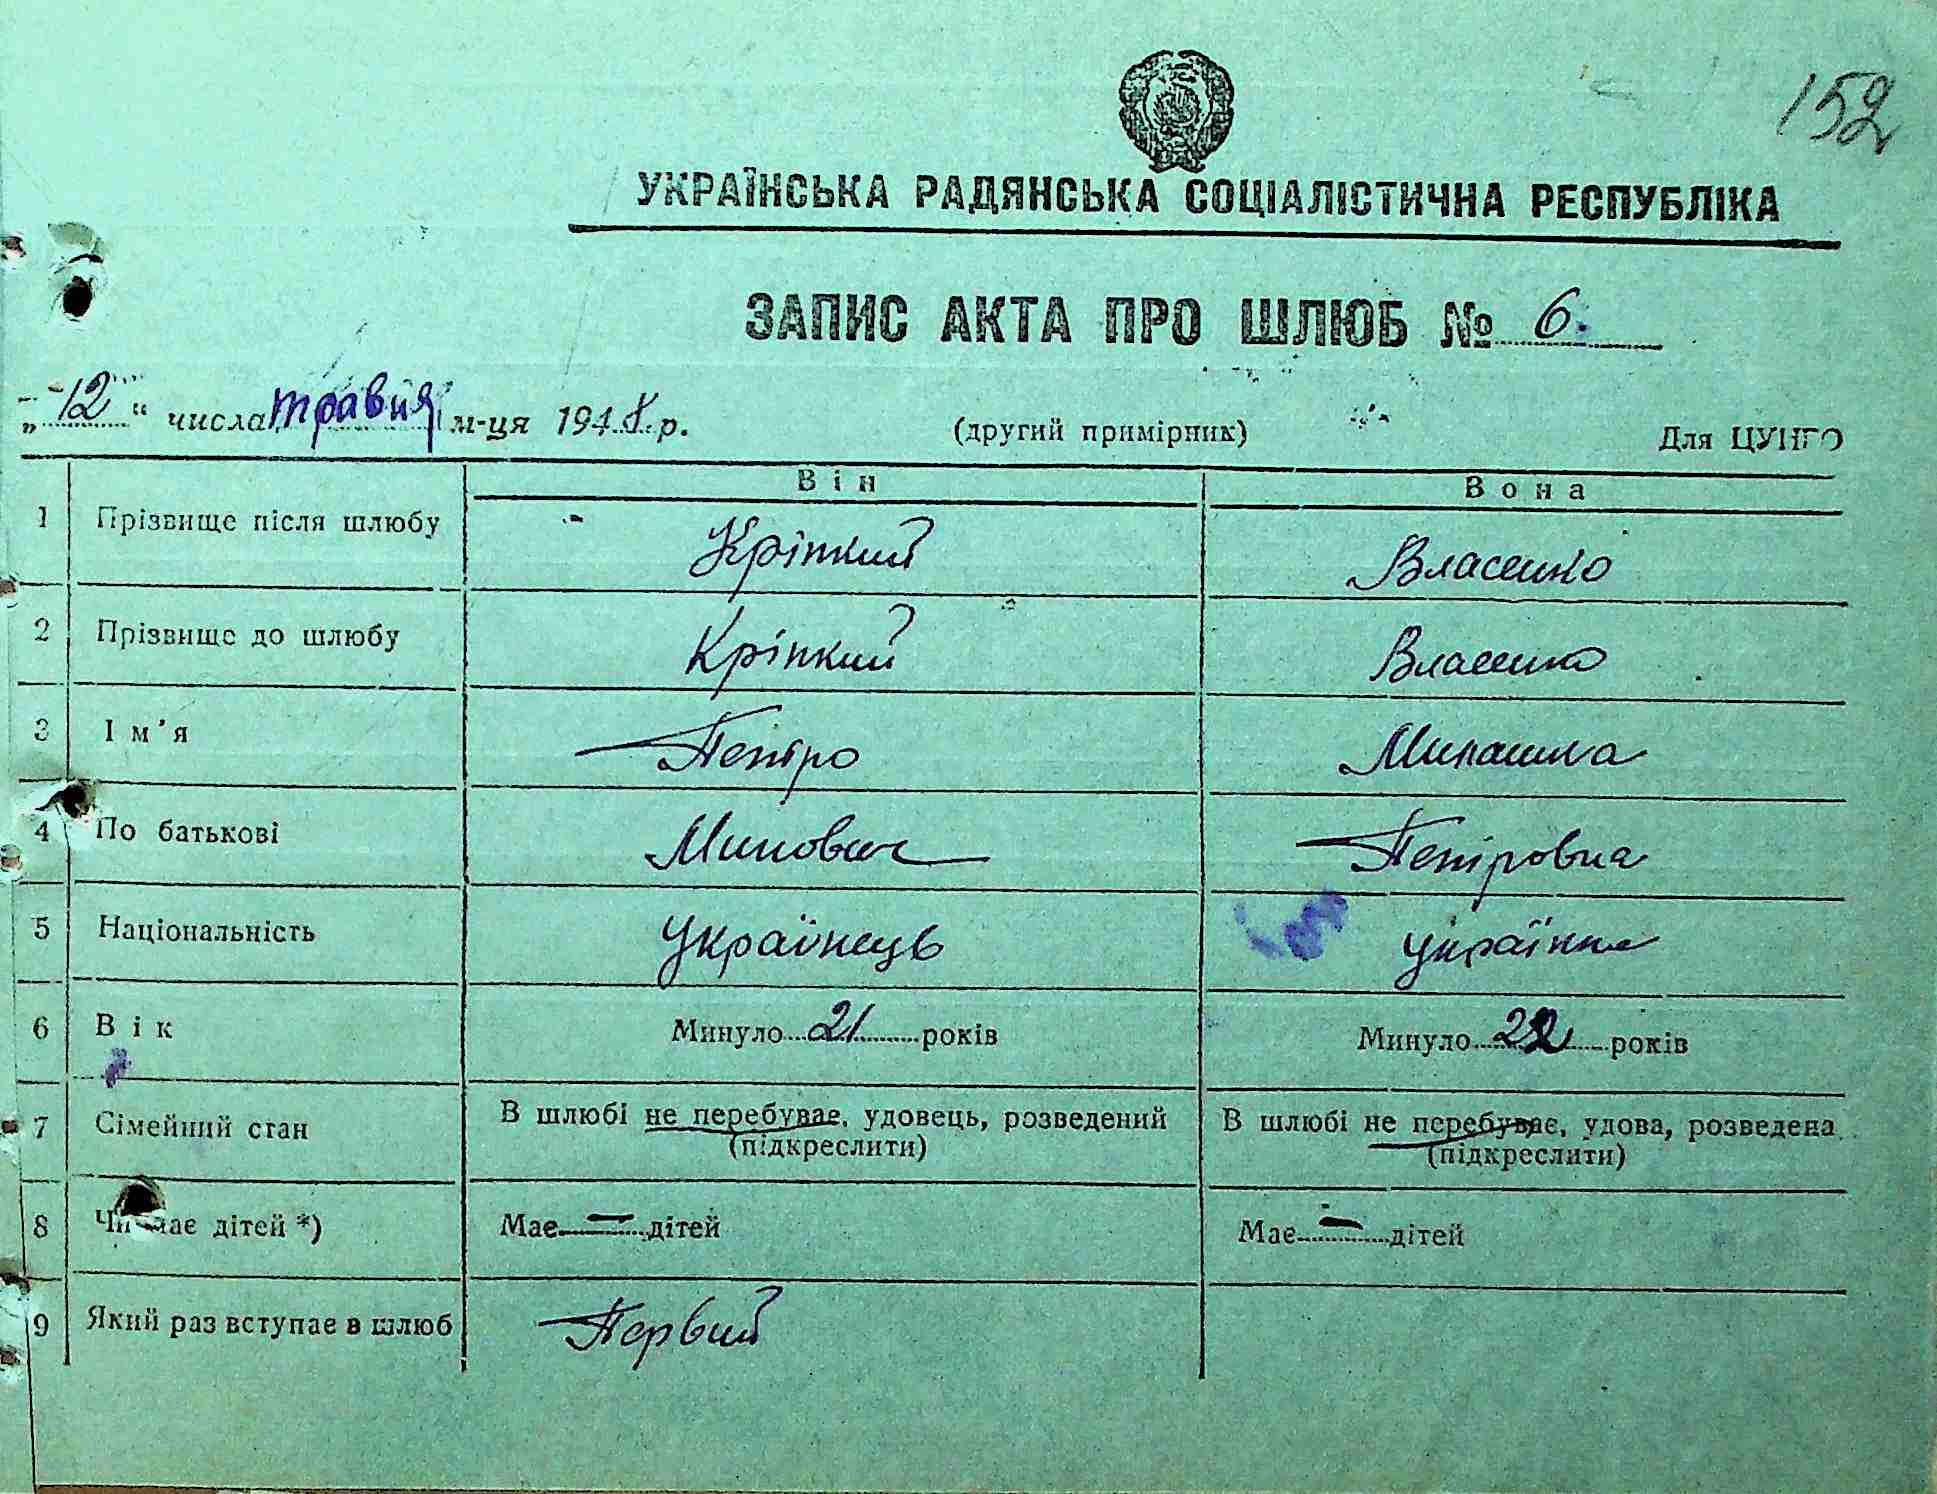 152
УКРАЇНСЬКА РАДЯНСЬКА СОЦІАЛІСТИЧНА РЕСПУБЛІКА
ЗАПИС АКТА ПРО ШЛЮБ № 6.
„12" числа травня м-ця 194 р. (другий примірник) Для ЦУНГО
Він Вона
1 Прізвище після шлюбу Кріпкий Власенко
2 Прізвище до шлюбу Кріпкий Власенко
3 Ім'я Петро
4 По батькові Минович Петровна
5 Національність Українець українка
6 Вік Минуло 21 років Минуло 22 років
7 Сімейний стан В шлюбі не перебуває, удовець, розведений В шлюбі не перебуває, удова, розведена
(підкреслити) (підкреслити)
8 Чи має дітей *) Має — дітей Має — дітей
9 Який раз вступає в шлюб Первий